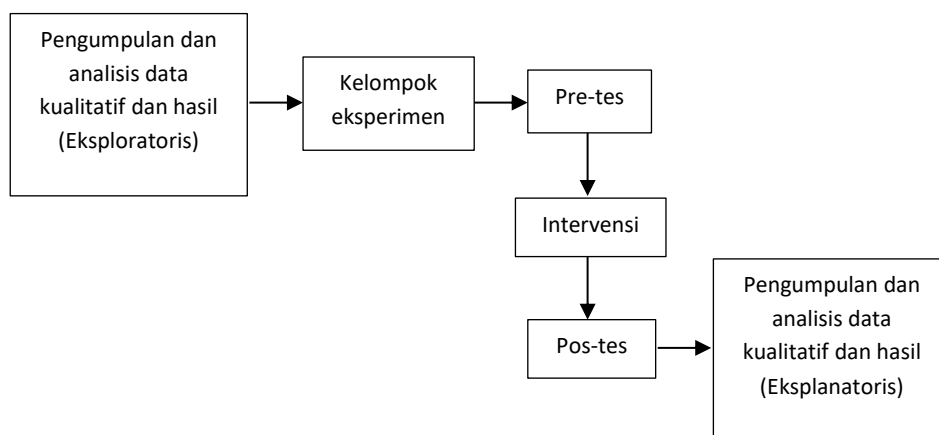 Pengumpulan dan
analisis data
kualitatif dan hasil
(Eksploratoris)
Kelompok
eksperimen
Pre-tes
Intervensi
Pos-tes
Pengumpulan dan
analisis data
kualitatif dan hasil
(Eksplanatoris)